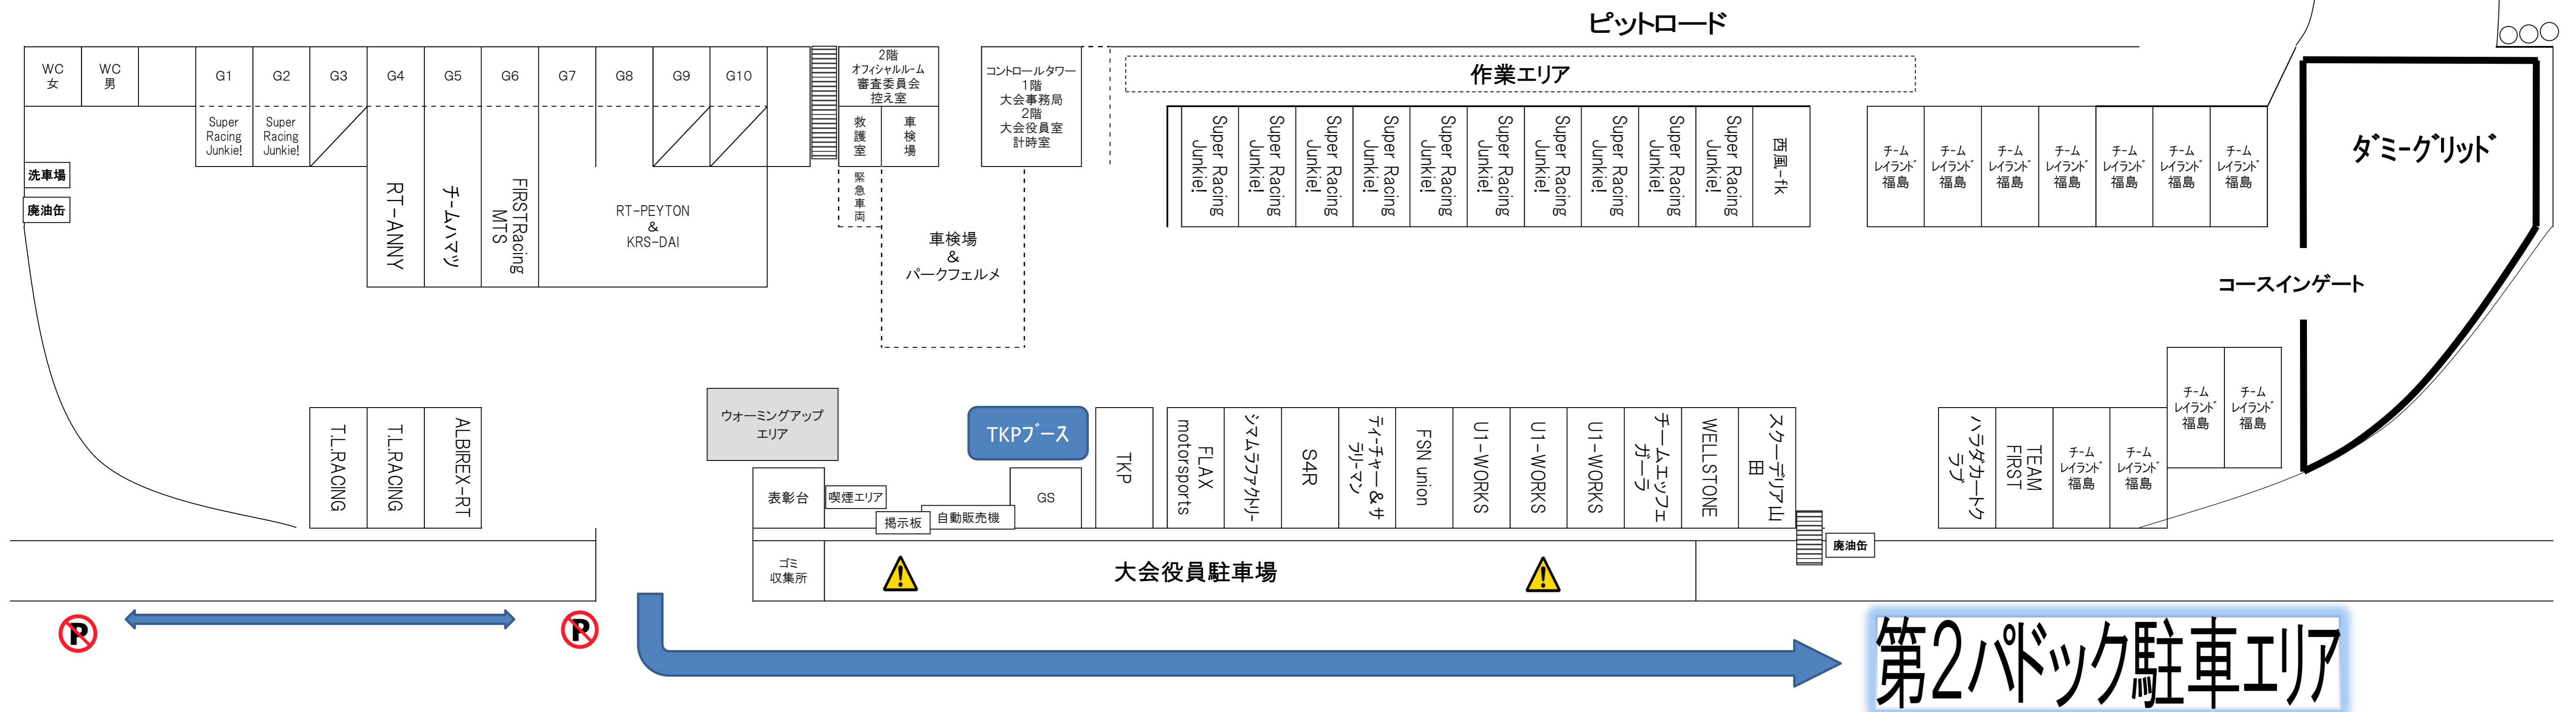 ピットロード
WC
女
WC
男
G1
G2
G3
G4
G5
G6
G7
G8
G9
G10
2階
オフィシャルルーム
審査委員会
控え室
コントロールタワー
1階
大会事務局
2階
大会役員室
計時室
作業エリア
Super
Racing
Junkie!
Super
Racing
Junkie!
救護室
車検場
緊急車両
洗車場
廃油缶
RT-ANNY
チームハマツ
FIRSTRacing
MTS
RT-PEYTON
&
KRS-DAI
車検場
&
パークフェルメ
Super Racing
Junkie!
Super Racing
Junkie!
Super Racing
Junkie!
Super Racing
Junkie!
Super Racing
Junkie!
Super Racing
Junkie!
Super Racing
Junkie!
Super Racing
Junkie!
Super Racing
Junkie!
Super Racing
Junkie!
西風-fk
チーム
レイランド
福島
チーム
レイランド
福島
チーム
レイランド
福島
チーム
レイランド
福島
チーム
レイランド
福島
チーム
レイランド
福島
チーム
レイランド
福島
ダミーグリッド
コースインゲート
T.L.RACING
T.L.RACING
ALBIREX-RT
ウォーミングアップ
エリア
TKPブース
表彰台
喫煙エリア
掲示板
自動販売機
GS
TKP
FLAX
motorsports
シマムラファクトリー
S4R
ティーチャー&サ
ラリーマン
FSN union
U1-WORKS
U1-WORKS
U1-WORKS
チームエッフェ
ガーラ
WELLSTONE
スクーデリア山
田
ハラダカートク
ラブ
TEAM
FIRST
チーム
レイランド
福島
チーム
レイランド
福島
チーム
レイランド
福島
チーム
レイランド
福島
廃油缶
ゴミ
収集所
大会役員駐車場
P
P
第2パドック駐車エリア